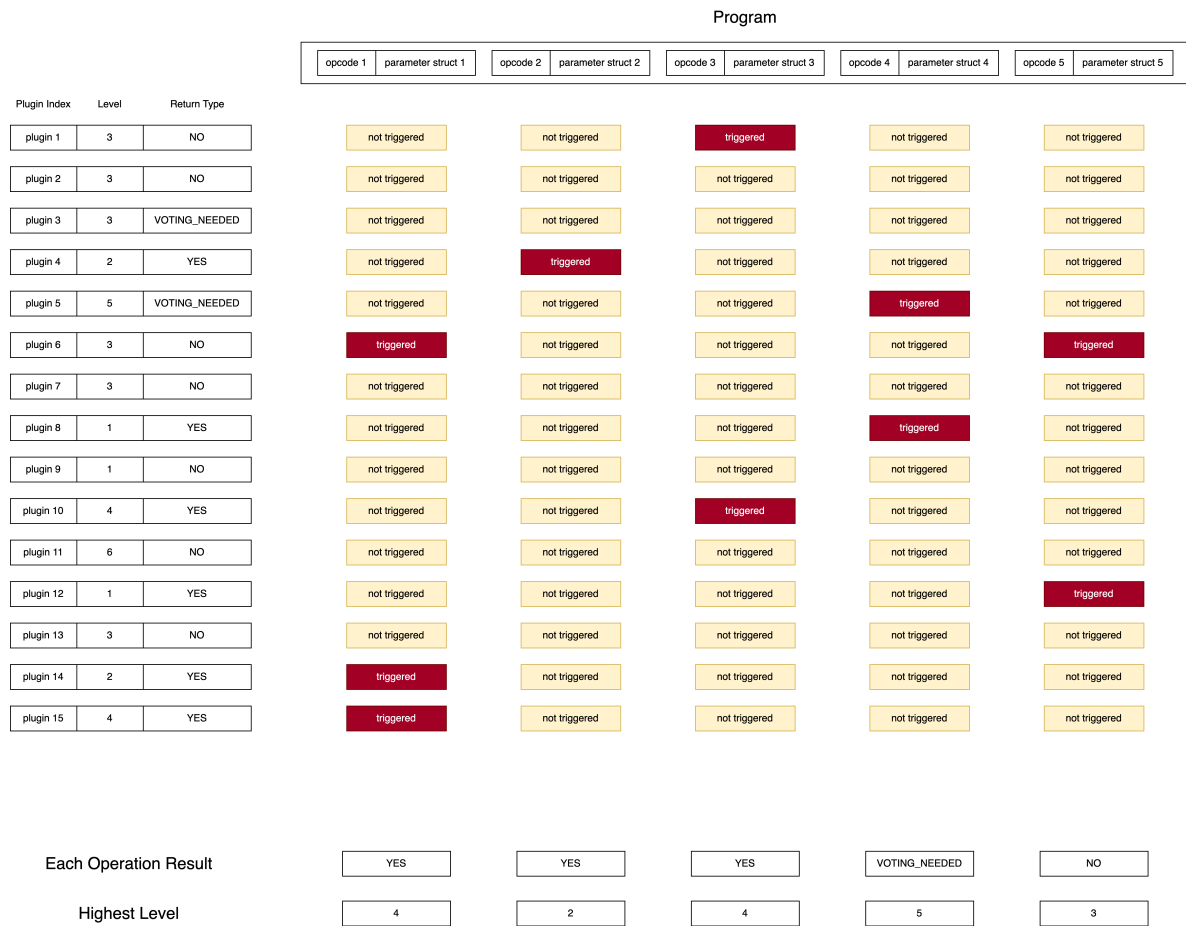 Program
opcode 1 parameter struct 1 opcode 2 parameter struct 2 opcode 3 parameter struct 3 opcode 4 parameter struct 4 opcode 5 parameter struct 5
Plugin Index Level Return Type
plugin 1 3 NO not triggered not triggered triggered not triggered not triggered
plugin 2 3 NO not triggered not triggered not triggered not triggered not triggered
plugin 3 3 VOTING_NEEDED not triggered not triggered not triggered not triggered not triggered
plugin 4 2 YES not triggered triggered not triggered not triggered not triggered
plugin 5 5 VOTING_NEEDED not triggered not triggered not triggered triggered not triggered
plugin 6 3 NO triggered not triggered not triggered not triggered triggered
plugin 7 3 NO not triggered not triggered not triggered not triggered not triggered
plugin 8 1 YES not triggered not triggered not triggered triggered not triggered
plugin 9 1 NO not triggered not triggered not triggered not triggered not triggered
plugin 10 4 YES not triggered not triggered triggered not triggered not triggered
plugin 11 6 NO not triggered not triggered not triggered not triggered not triggered
plugin 12 1 YES not triggered not triggered not triggered not triggered triggered
plugin 13 3 NO not triggered not triggered not triggered not triggered not triggered
plugin 14 2 YES triggered not triggered not triggered not triggered not triggered
plugin 15 4 YES triggered not triggered not triggered not triggered not triggered
Each Operation Result YES YES YES VOTING_NEEDED NO
Highest Level 4 2 4 5 3